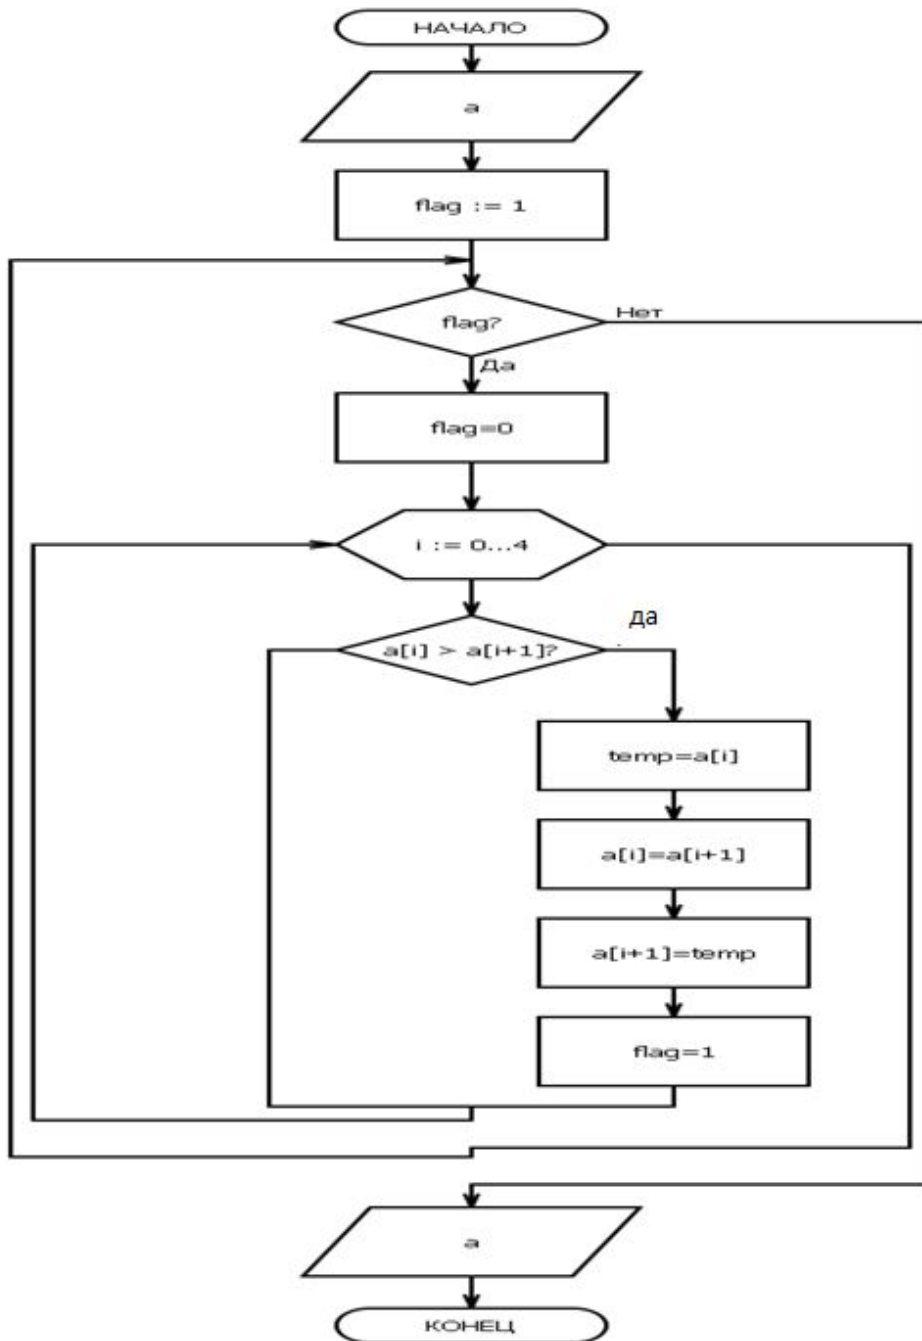 НАЧАЛО
a
flag := 1
flag?
Нет
Да
flag=0
i := 0...4
да
a[i] > a[i+1]?
temp=a[i]
a[i]=a[i+1]
a[i+1]=temp
flag=1
a
КОНЕЦ